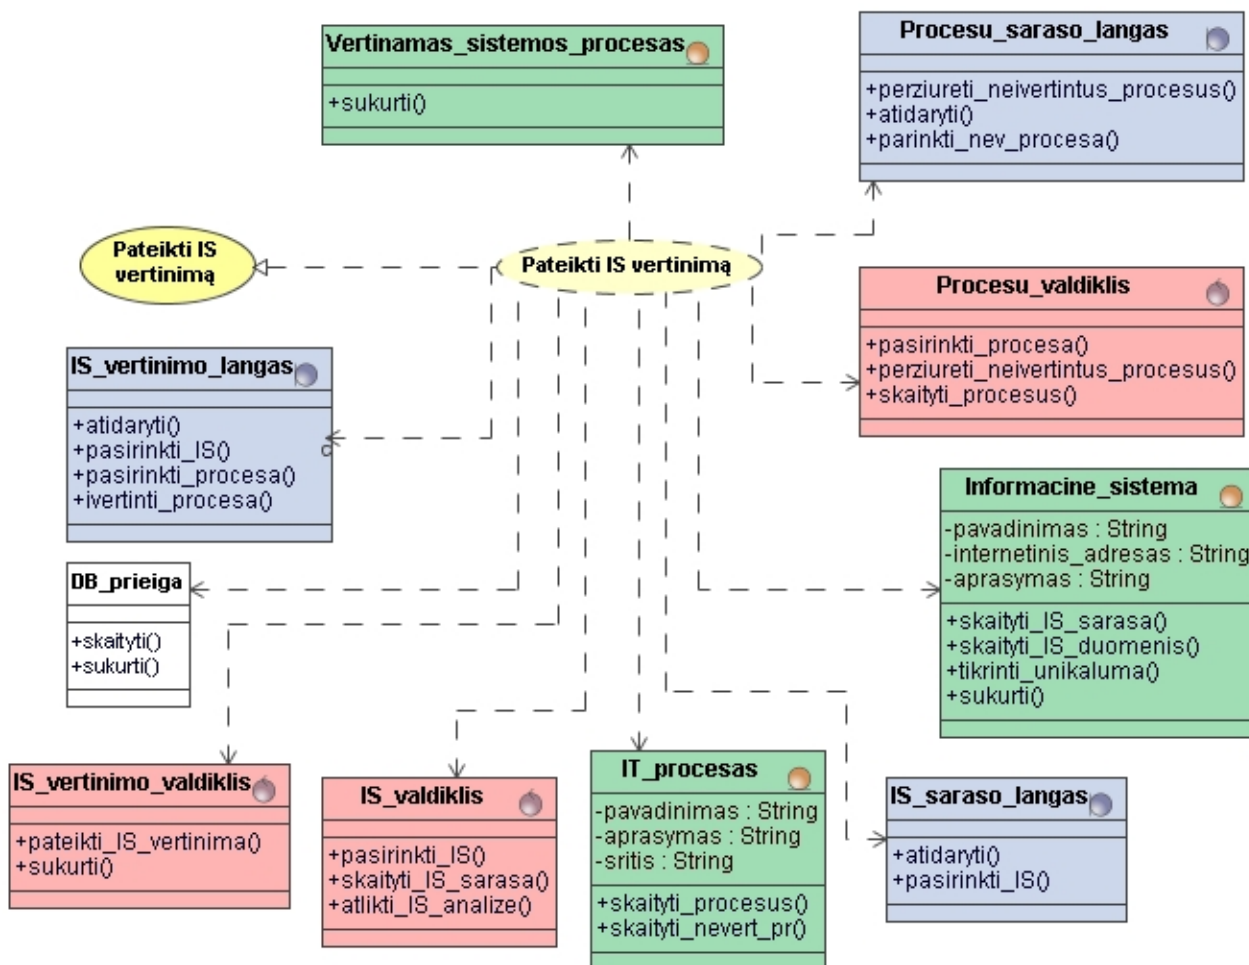 Vertinamas_sistemos_procesas
+sukurti()
Procesu_saraso_langas
+perziureti_neivertintus_procesus()
+atidaryti()
+parinkti_nev_procesa()
Pateikti IS
vertinimą
Pateikti IS vertinimą
Procesu_valdiklis
+pasirinkti_procesa()
+perziureti_neivertintus_procesus()
+skaityti_procesus()
IS_vertinimo_langas
+atidaryti()
+pasirinkti_IS()
+pasirinkti_procesa()
+ivertinti_procesa()
Informacine_sistema
-pavadinimas : String
-internetinis_adresas : String
-aprasymas : String
+skaityti_IS_sarasa()
+skaityti_IS_duomenis()
+tikrinti_unikaluma()
+sukurti()
DB_prieiga
+skaityti()
+sukurti()
IS_vertinimo_valdiklis
+pateikti_IS_vertinima()
+sukurti()
IS_valdiklis
+pasirinkti_IS()
+skaityti_IS_sarasa()
+atlikti_IS_analize()
IT_procesas
-pavadinimas : String
-aprasymas : String
-sritis : String
+skaityti_procesus()
+skaityti_nevert_pr()
IS_saraso_langas
+atidaryti()
+pasirinkti_IS()